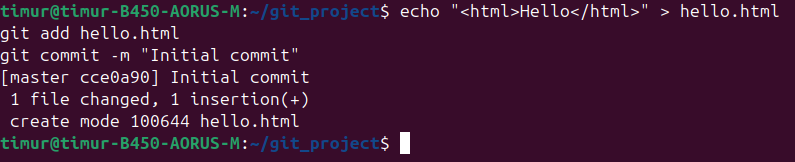 timur@timur-B450-AORUS-M:~/git_project$ echo "<html>Hello</html>" > hello.html
git add hello.html
git commit -m "Initial commit"
[master cce0a90] Initial commit
 1 file changed, 1 insertion(+)
 create mode 100644 hello.html
timur@timur-B450-AORUS-M:~/git_project$